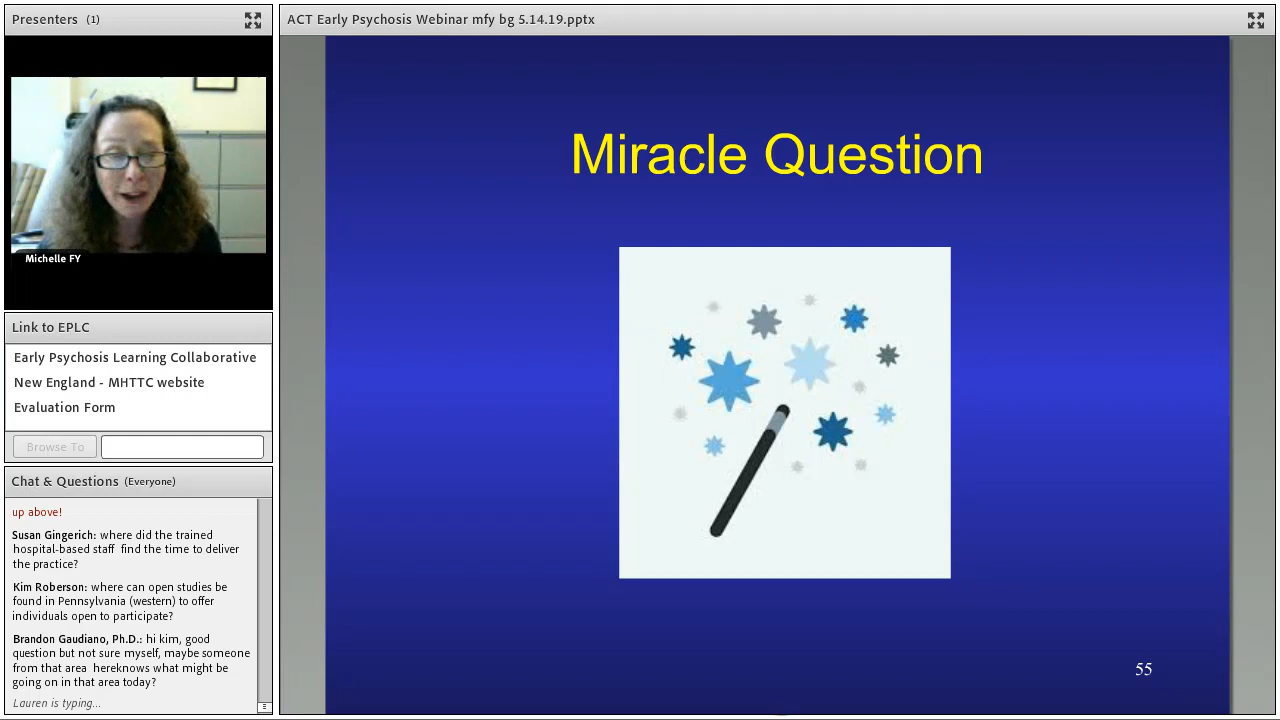 Presenters (1)
ACT Early Psychosis Webinar mfy bg 5.14.19.pptx
Michelle FY
Link to EPLC
Early Psychosis Learning Collaborative
New England - MHTTC website
Evaluation Form
Browse To
Chat & Questions (Everyone)
up above!
Susan Gingerich: where did the trained
hospital-based staff find the time to deliver
the practice?
Kim Roberson: where can open studies be
found in Pennsylvania (western) to offer
individuals open to participate?
Brandon Gaudiano, Ph.D.: hi kim, good
question but not sure myself, maybe someone
from that area hereknows what might be
going on in that area today?
Lauren is typing...
Miracle Question
55